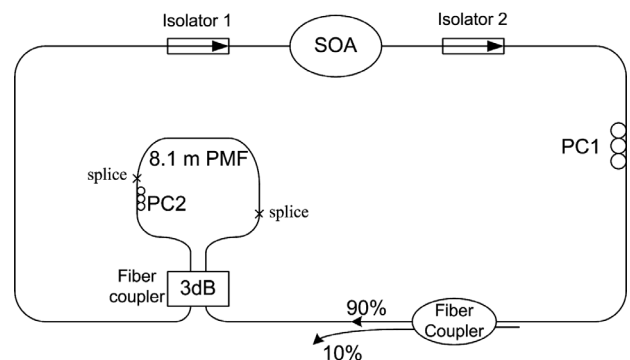 Isolator 1
Isolator 2
SOA
PC1
8.1 m PMF
splice
PC2
splice
Fiber
coupler
3dB
90%
Fiber
Coupler
10%